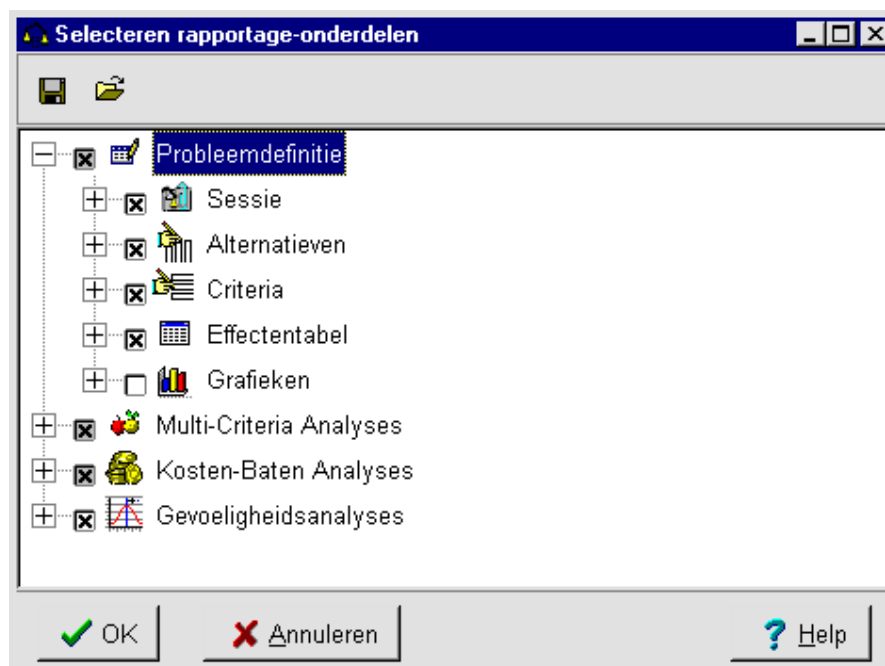 Selecteren rapportage-onderdelen
Probleemdefinitie
Sessie
Alternatieven
Criteria
Effectentabel
Grafieken
Multi-Criteria Analyses
Kosten-Baten Analyses
Gevoeligheidsanalyses
OK Annuleren Help